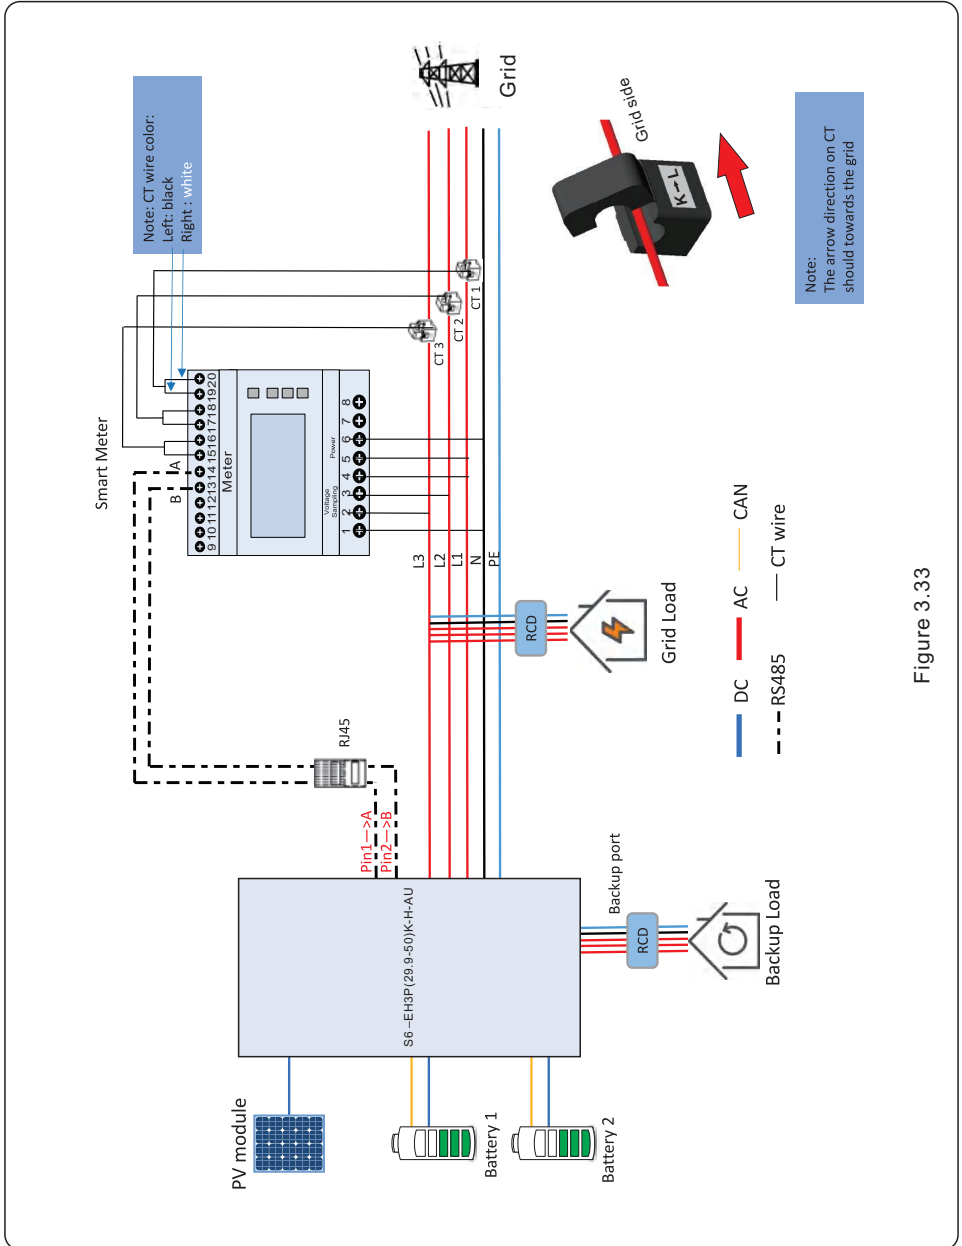 Smart Meter
Note: CT wire color:
Left: black
Right : white
B
A
9 10 11 12 13 14 15 16 17 18 19 20
Meter
Voltage
Sampling
Power
1 2 3 4 5 6 7 8
CT 3
CT 2
CT 1
L3
L2
L1
N
PE
Grid
RJ45
Pin1—>A
Pin2—>B
S6 –EH3P(29.9-50)K-H-AU
PV module
Battery 1
Battery 2
Backup port
RCD
Backup Load
RCD
Grid Load
Grid side
K→L
Note:
The arrow direction on CT
should towards the grid
DC
AC
CAN
RS485
CT wire
Figure 3.33